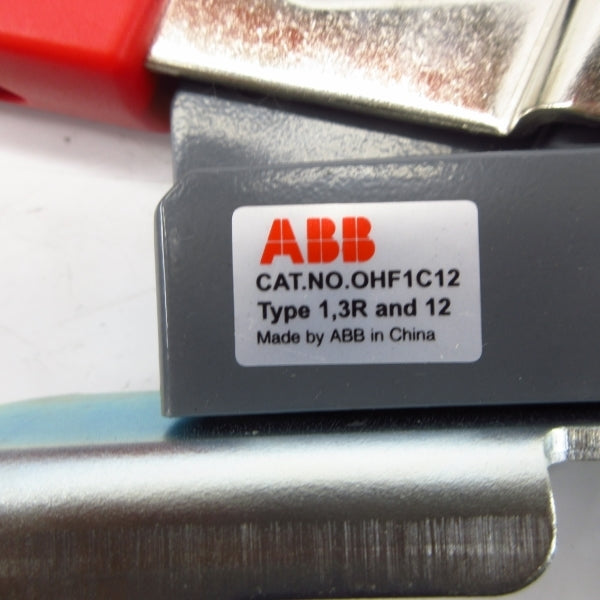 ABB
CAT.NO.OHF1C12
Type 1,3R and 12
Made by ABB in China